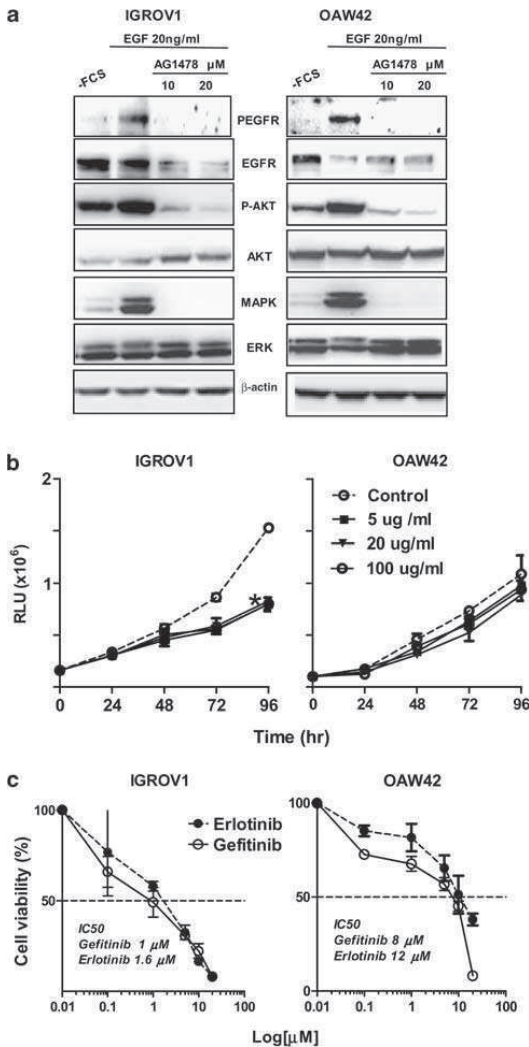 a
IGROV1 OAW42
EGF 20ng/ml EGF 20ng/ml
-FCS AG1478 μM -FCS AG1478 μM
10 20 10 20
PEGFR
EGFR
P-AKT
AKT
MAPK
ERK
β-actin
b
IGROV1 OAW42
RLU (x10⁶)
2
1
0
Control
5 ug /ml
20 ug/ml
100 ug/ml
*
0 24 48 72 96 0 24 48 72 96
Time (hr)
c
IGROV1 OAW42
Cell viability (%)
100 100
50 50
0 0
Erlotinib
Gefitinib
IC50 IC50
Gefitinib 1 μM Gefitinib 8 μM
Erlotinib 1.6 μM Erlotinib 12 μM
0.01 0.1 1 10 100 0.01 0.1 1 10 100
Log[μM]